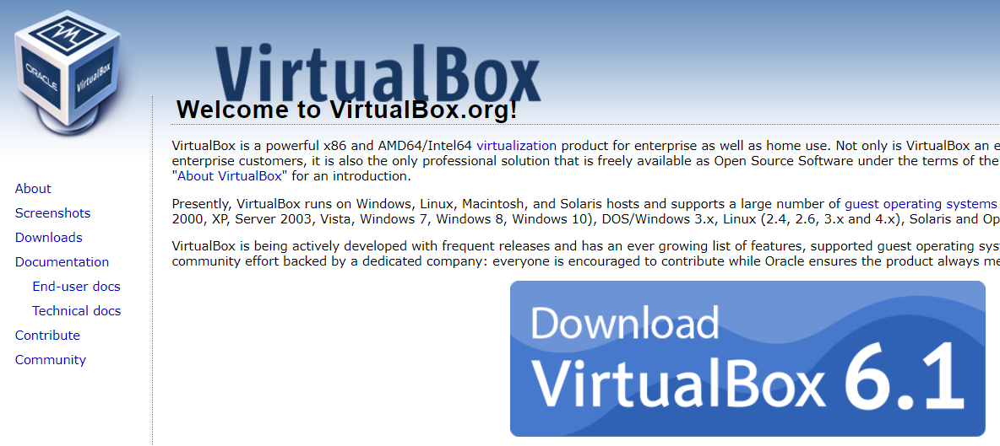 ORACLE
VirtualBox
VirtualBox
Welcome to VirtualBox.org!
VirtualBox is a powerful x86 and AMD64/Intel64 virtualization product for enterprise as well as home use. Not only is VirtualBox an
enterprise customers, it is also the only professional solution that is freely available as Open Source Software under the terms of the
"About VirtualBox" for an introduction.
Presently, VirtualBox runs on Windows, Linux, Macintosh, and Solaris hosts and supports a large number of guest operating systems
2000, XP, Server 2003, Vista, Windows 7, Windows 8, Windows 10), DOS/Windows 3.x, Linux (2.4, 2.6, 3.x and 4.x), Solaris and
VirtualBox is being actively developed with frequent releases and has an ever growing list of features, supported guest operating
community effort backed by a dedicated company: everyone is encouraged to contribute while Oracle ensures the product always
About
Screenshots
Downloads
Documentation
End-user docs
Technical docs
Contribute
Community
Download
VirtualBox 6.1